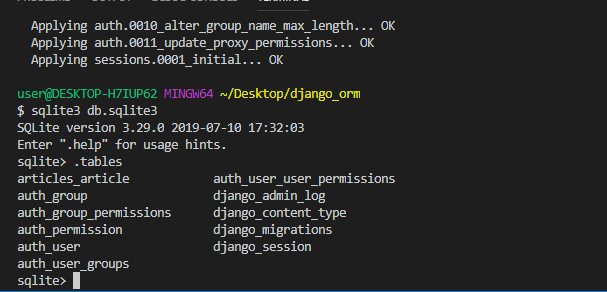 Applying auth.0010_alter_group_name_max_length... OK
Applying auth.0011_update_proxy_permissions... OK
Applying sessions.0001_initial... OK
user@DESKTOP-H7IUP62 MINGW64 ~/Desktop/django_orm
$ sqlite3 db.sqlite3
SQLite version 3.29.0 2019-07-10 17:32:03
Enter ".help" for usage hints.
sqlite> .tables
articles_article auth_user_user_permissions
auth_group django_admin_log
auth_group_permissions django_content_type
auth_permission django_migrations
auth_user django_session
auth_user_groups
sqlite>